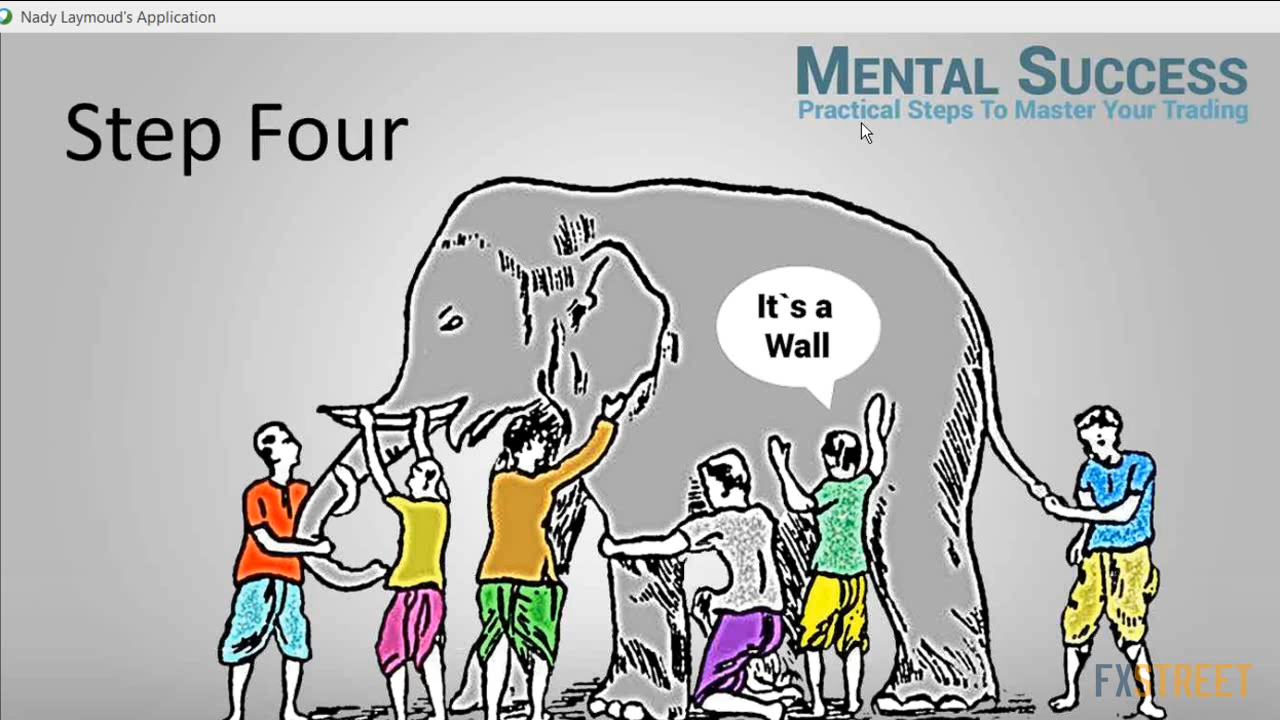 Nady Laymoud's Application
MENTAL SUCCESS
Practical Steps To Master Your Trading
Step Four
It`s a
Wall
FXSTREET